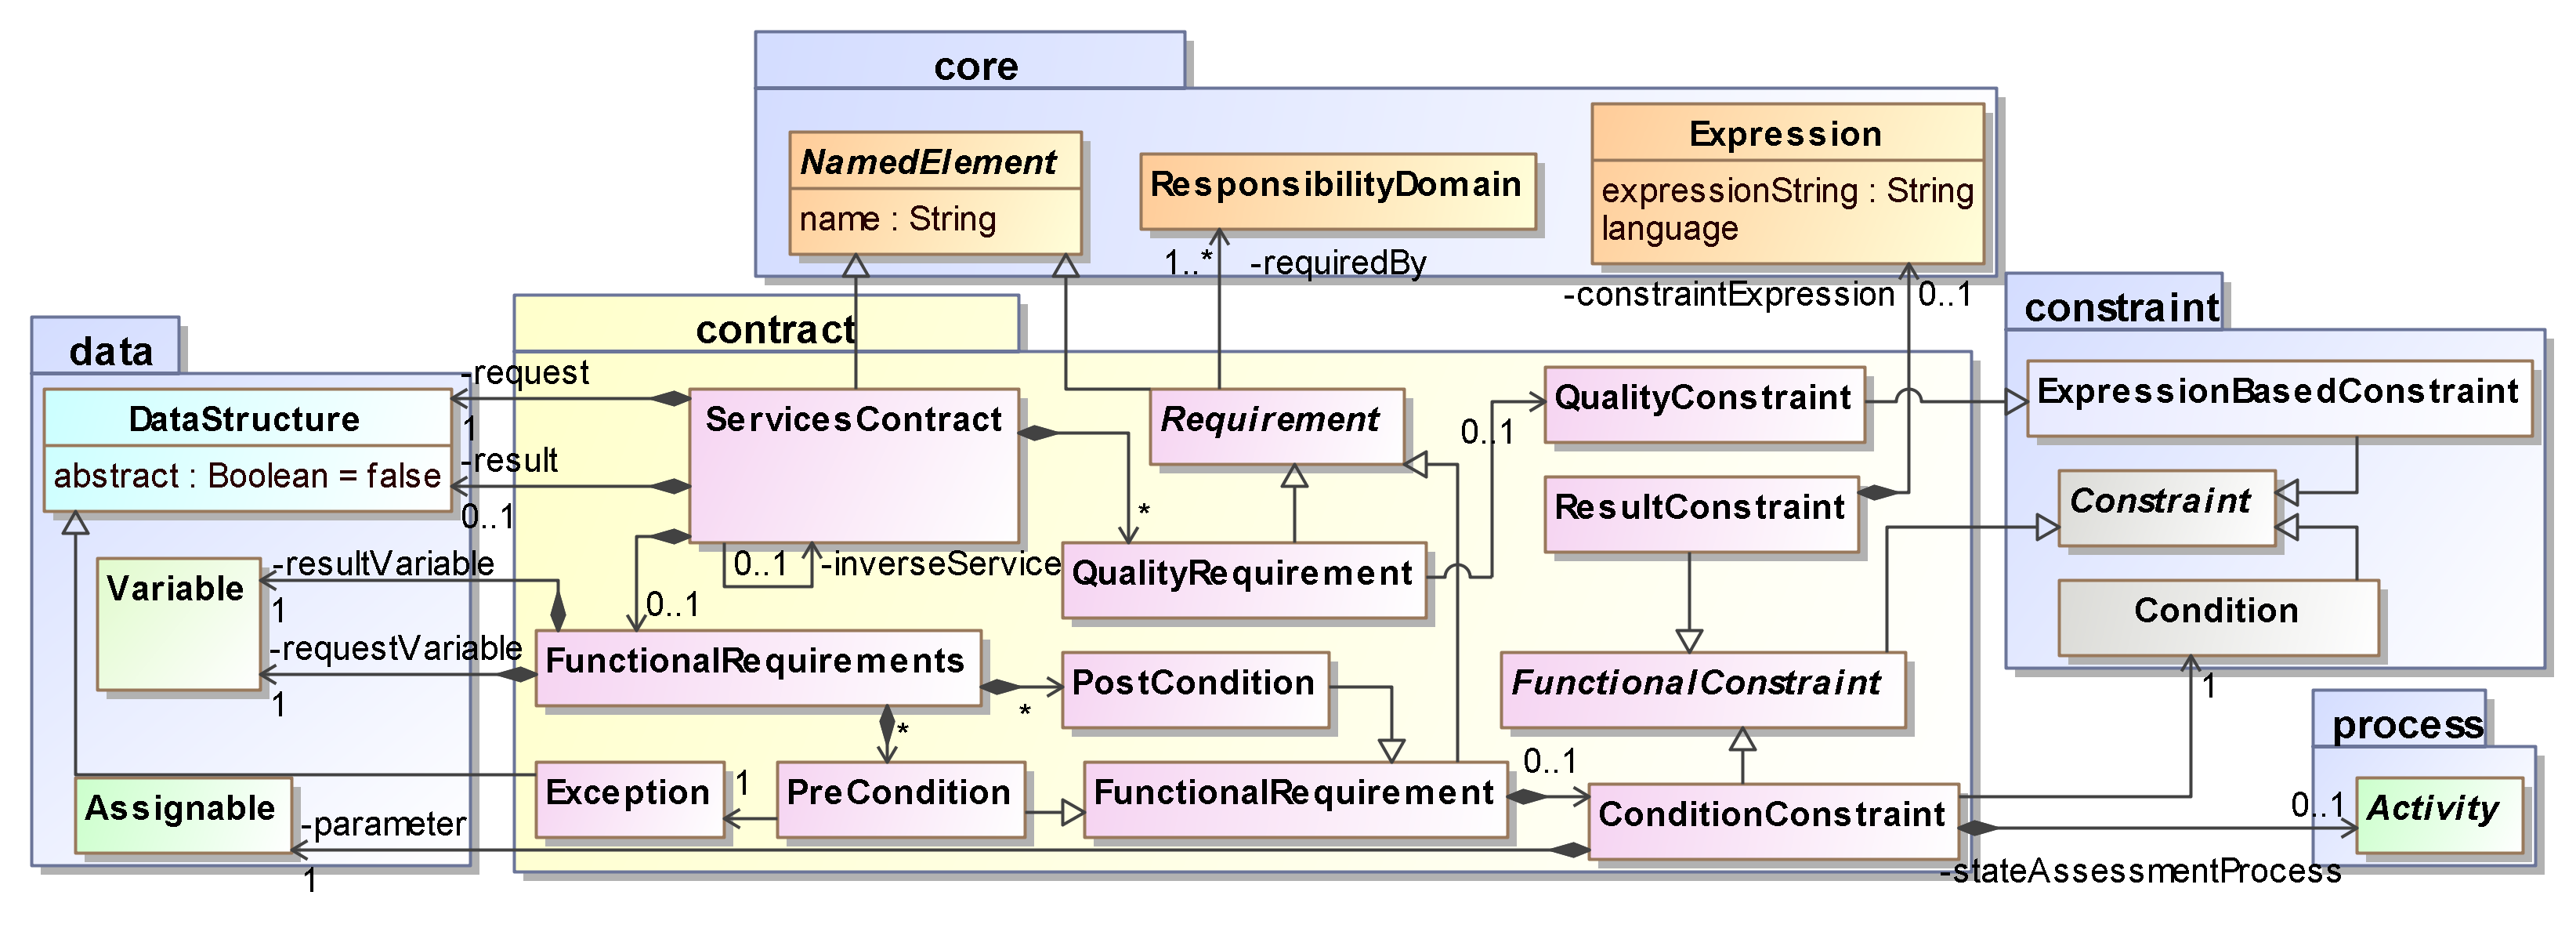 core
NamedElement
name : String
ResponsibilityDomain
Expression
expressionString : String
language
1..*
-requiredBy
-constraintExpression
0..1
constraint
ExpressionBasedConstraint
Constraint
Condition
1
data
DataStructure
abstract : Boolean = false
-request
1
-result
0..1
Variable
-resultVariable
1
-requestVariable
1
Assignable
-parameter
1
contract
ServicesContract
0..1
-inverseService
0..1
*
Requirement
QualityRequirement
0..1
QualityConstraint
ResultConstraint
FunctionalRequirements
*
*
PostCondition
FunctionalConstraint
Exception
1
PreCondition
FunctionalRequirement
0..1
ConditionConstraint
process
0..1
Activity
-stateAssessmentProcess